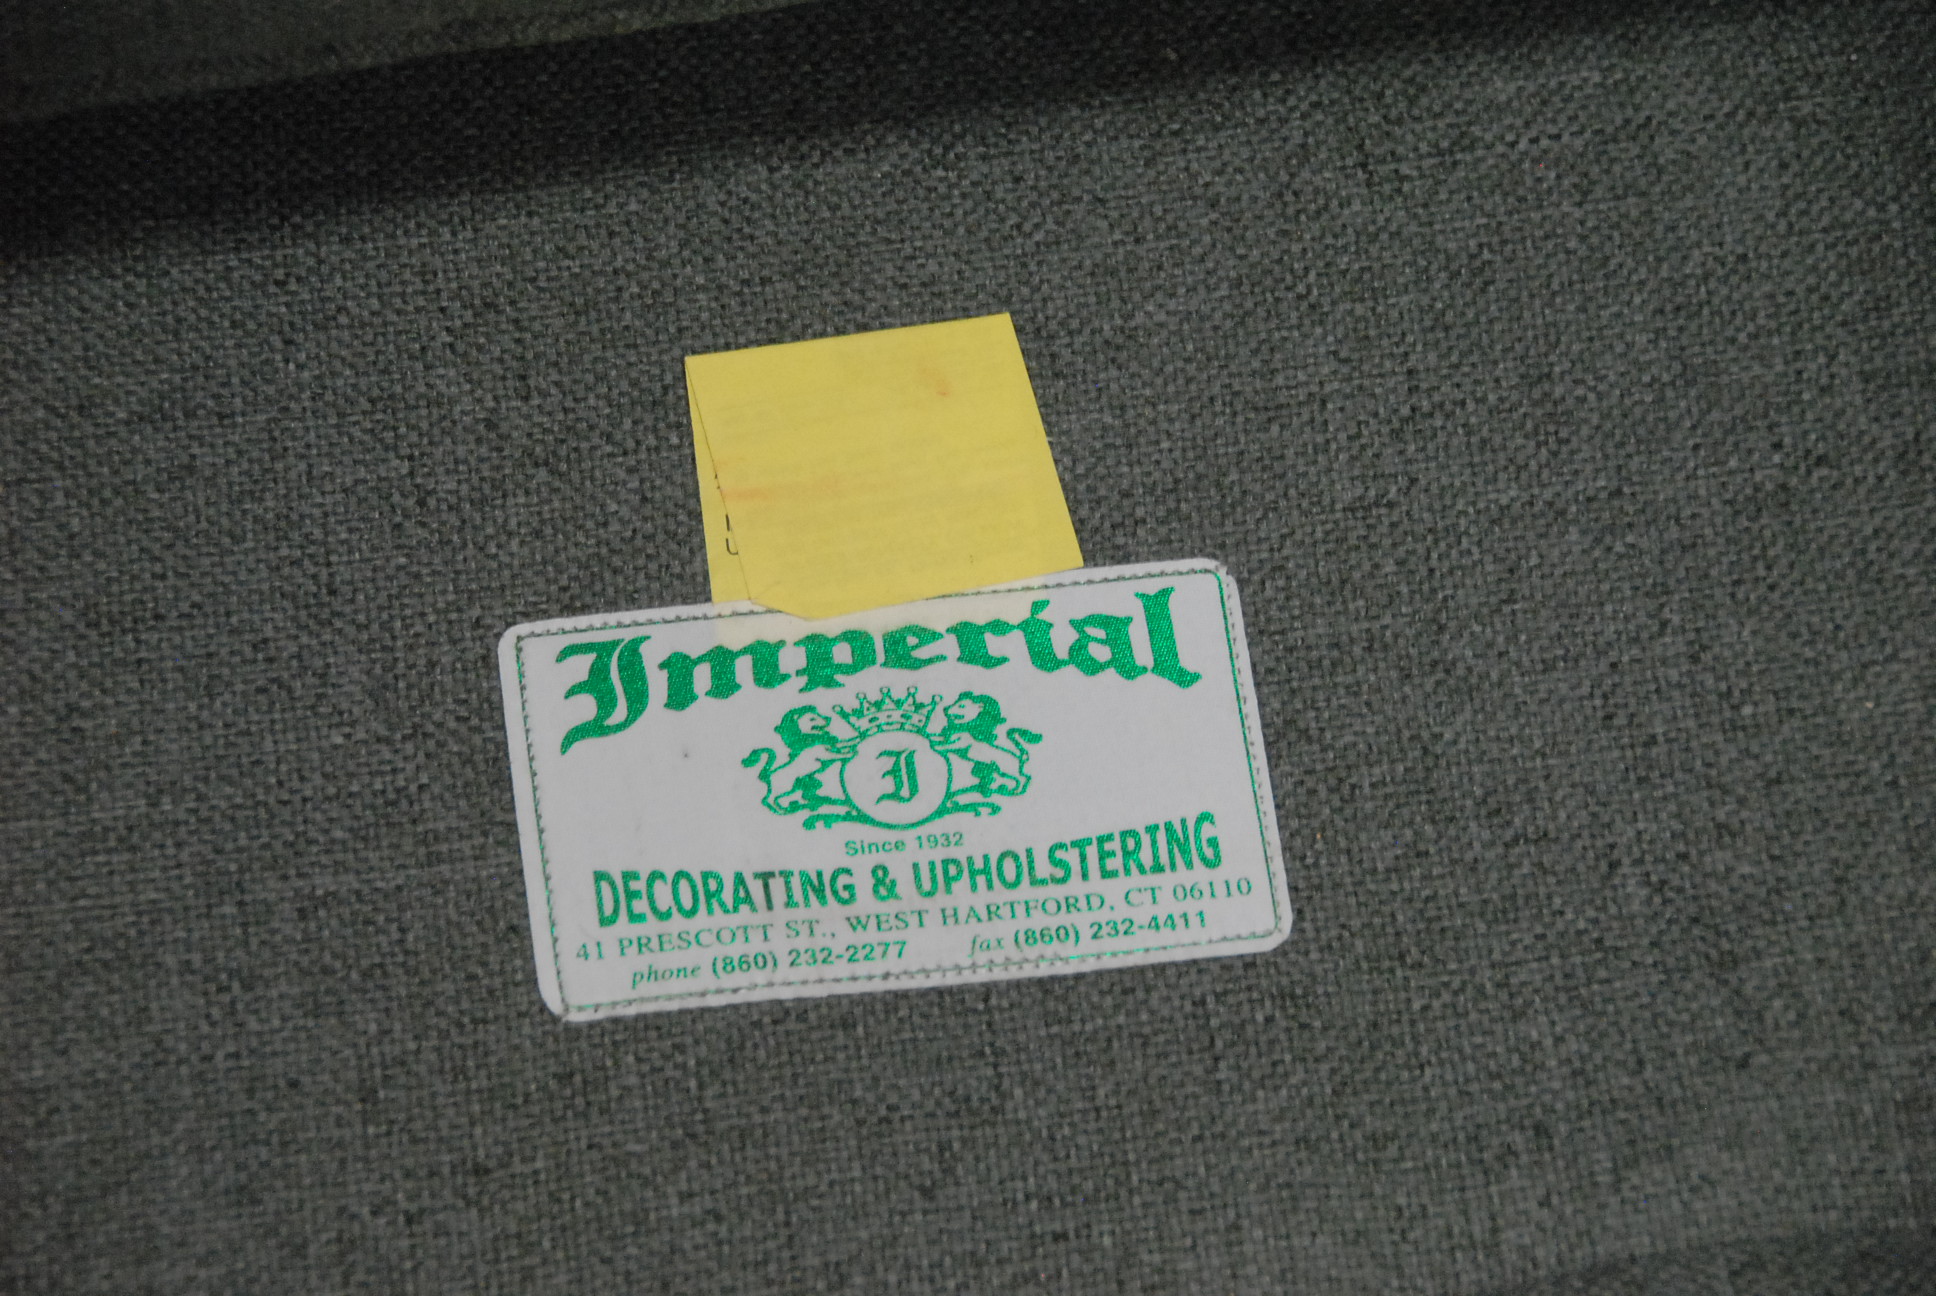 Imperial
I
Since 1932
DECORATING & UPHOLSTERING
41 PRESCOTT ST., WEST HARTFORD, CT 06110
phone (860) 232-2277 fax (860) 232-4411